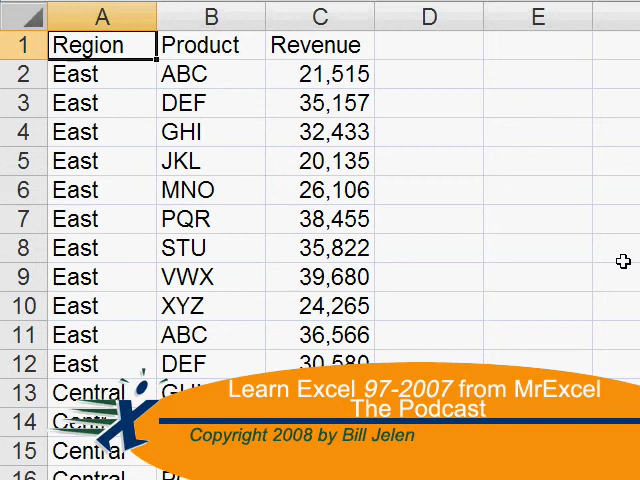 A B C D E
1 Region Product Revenue
2 East ABC 21,515
3 East DEF 35,157
4 East GHI 32,433
5 East JKL 20,135
6 East MNO 26,106
7 East PQR 38,455
8 East STU 35,822
9 East VWX 39,680
10 East XYZ 24,265
11 East ABC 36,566
12 East DEF 30,580
13 Central
14 Central
15 Central
16 Central
Learn Excel 97-2007 from MrExcel
The Podcast
Copyright 2008 by Bill Jelen